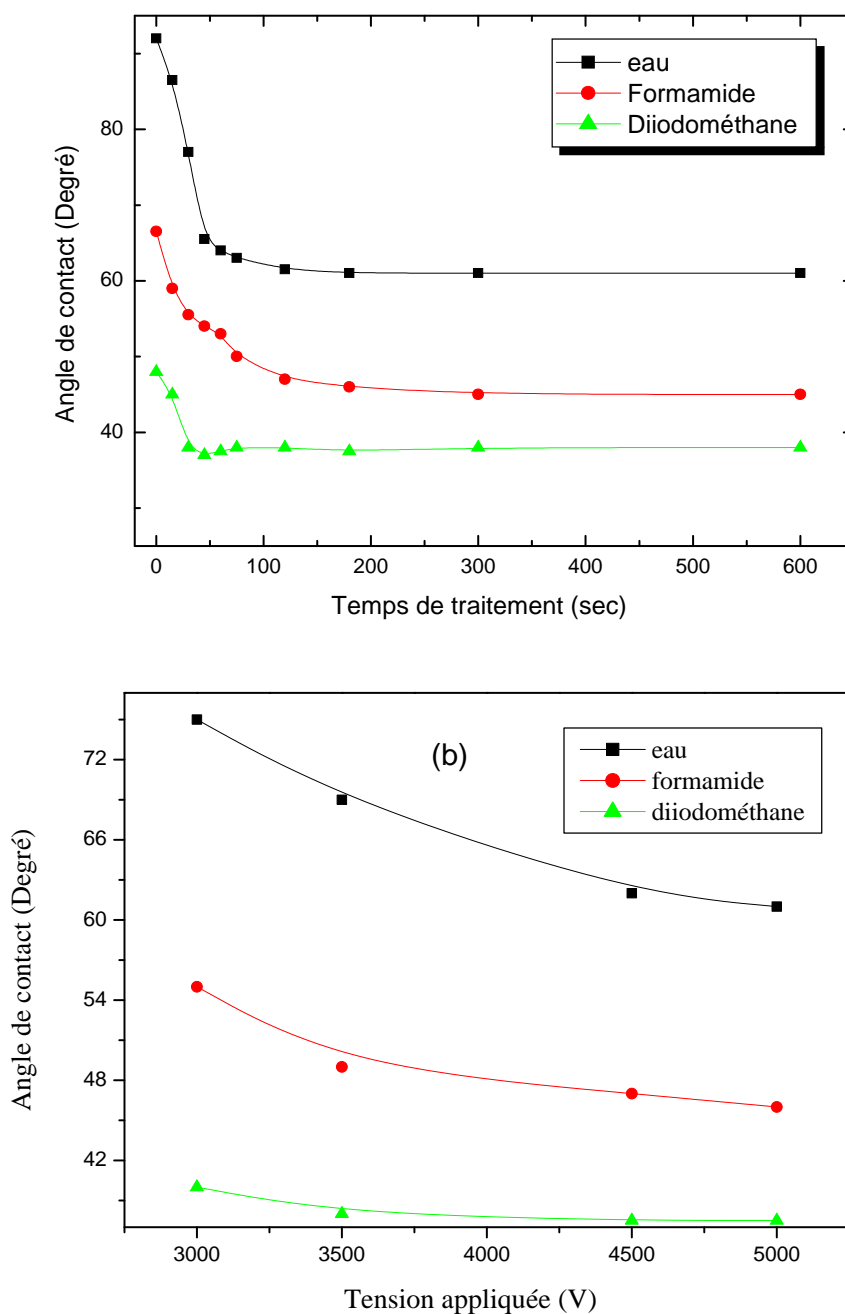 eau
Formamide
Diiodométhane
80
60
40
Angle de contact (Degré)
0 100 200 300 400 500 600
Temps de traitement (sec)
(b)
eau
formamide
diiodométhane
72
66
60
54
48
42
Angle de contact (Degré)
3000 3500 4000 4500 5000
Tension appliquée (V)